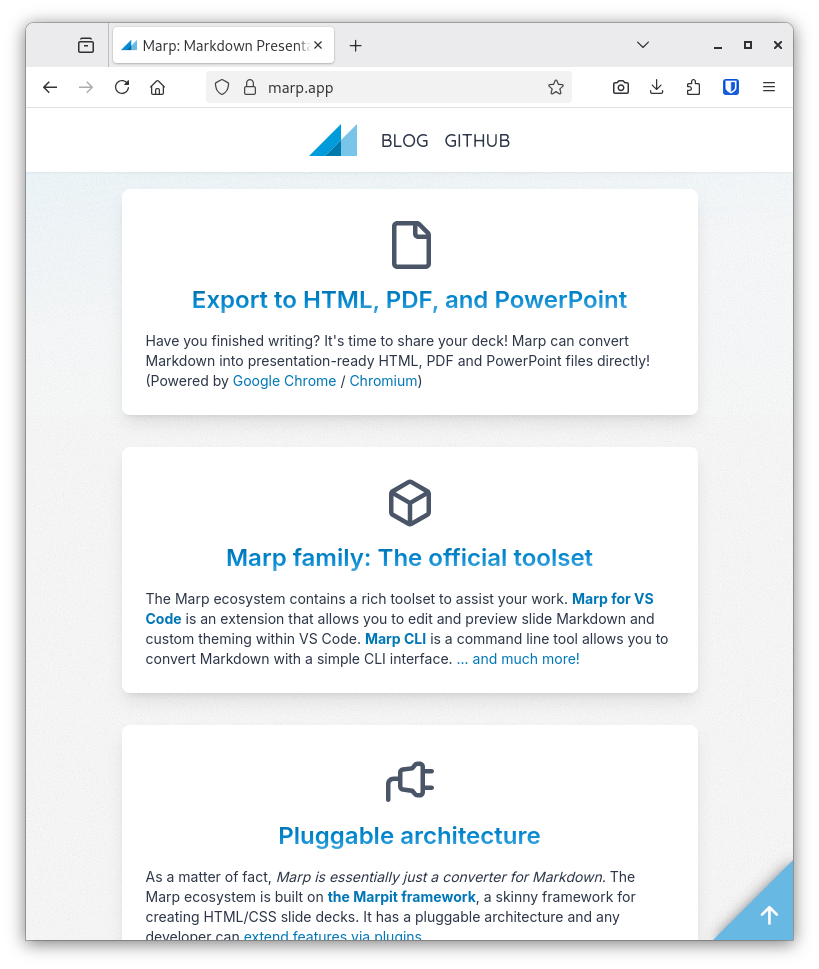 Marp: Markdown Presenta
marp.app
BLOG GITHUB
Export to HTML, PDF, and PowerPoint
Have you finished writing? It's time to share your deck! Marp can convert
Markdown into presentation-ready HTML, PDF and PowerPoint files directly!
(Powered by Google Chrome / Chromium)
Marp family: The official toolset
The Marp ecosystem contains a rich toolset to assist your work. Marp for VS
Code is an extension that allows you to edit and preview slide Markdown and
custom theming within VS Code. Marp CLI is a command line tool allows you to
convert Markdown with a simple CLI interface. ... and much more!
Pluggable architecture
As a matter of fact, Marp is essentially just a converter for Markdown. The
Marp ecosystem is built on the Marpit framework, a skinny framework for
creating HTML/CSS slide decks. It has a pluggable architecture and any
developer can extend features via plugins.